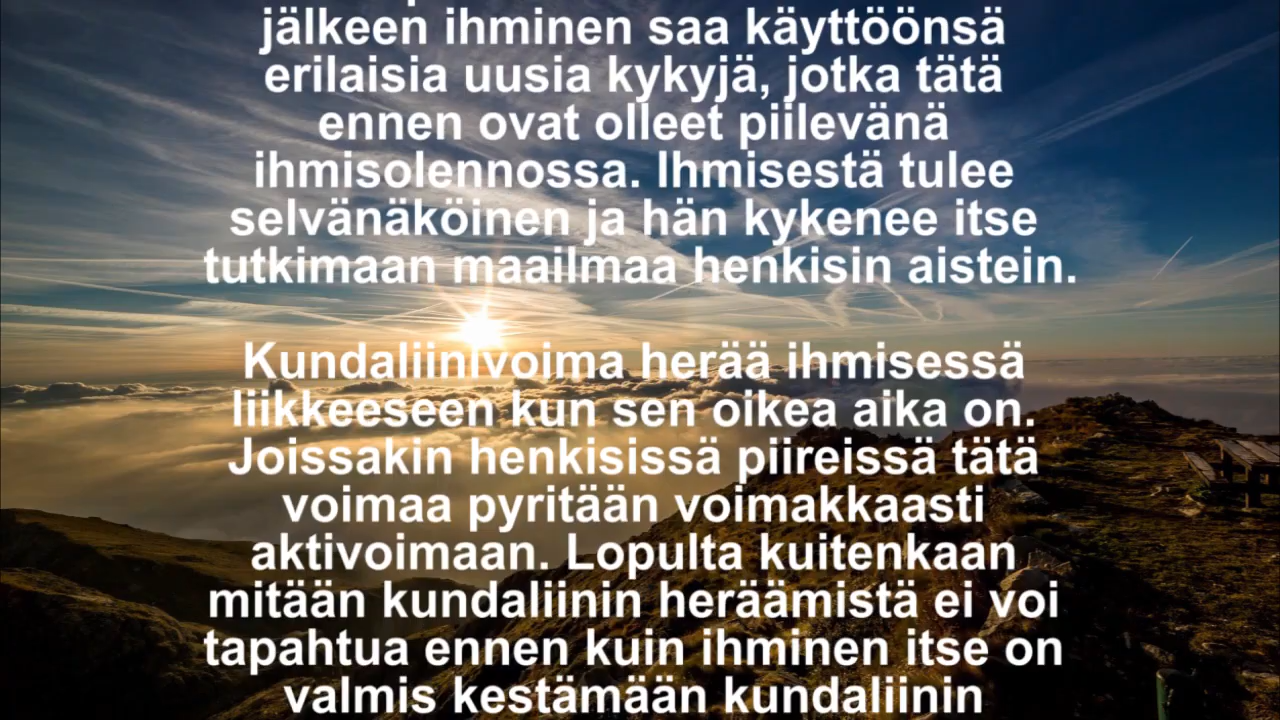 jälkeen ihminen saa käyttöönsä
erilaisia uusia kykyjä, jotka tätä
ennen ovat olleet piilevänä
ihmisolennossa. Ihmisestä tulee
selvänäköinen ja hän kykenee itse
tutkimaan maailmaa henkisin aistein.
Kundaliinivoima herää ihmisessä
liikkeeseen kun sen oikea aika on.
Joissakin henkisissä piireissä tätä
voimaa pyritään voimakkaasti
aktivoimaan. Lopulta kuitenkaan
mitään kundaliinin heräämistä ei voi
tapahtua ennen kuin ihminen itse on
valmis kestämään kundaliinin